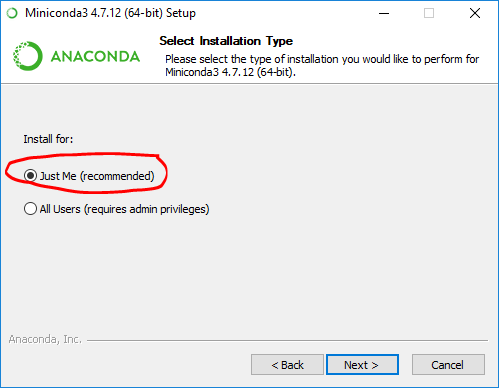 Miniconda3 4.7.12 (64-bit) Setup
ANACONDA
Select Installation Type
Please select the type of installation you would like to perform for
Miniconda3 4.7.12 (64-bit).
Install for:
Just Me (recommended)
All Users (requires admin privileges)
Anaconda, Inc.
< Back
Next >
Cancel